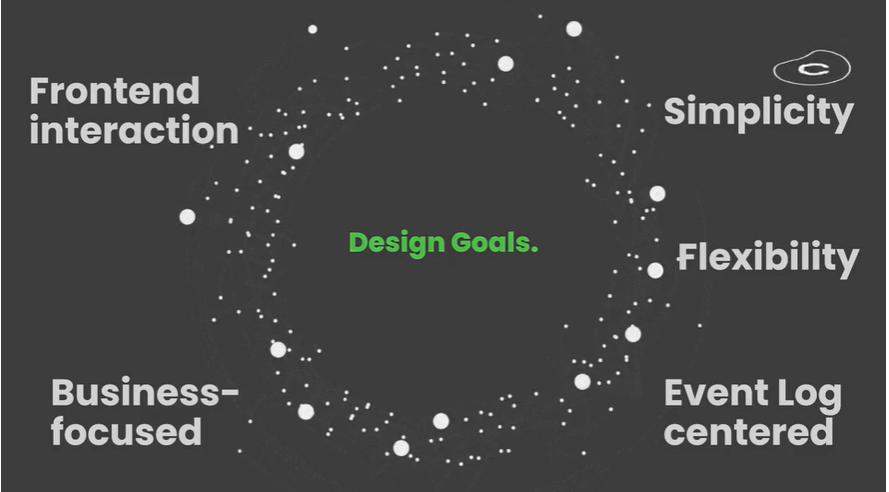 Frontend
interaction
Simplicity
Design Goals.
Flexibility
Business-
focused
Event Log
centered